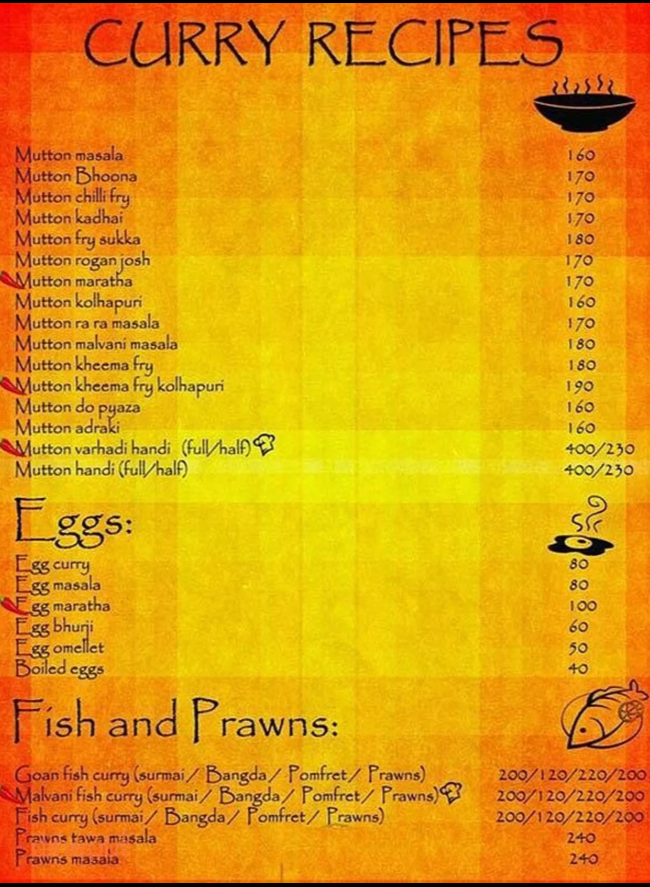 CURRY RECIPES
Mutton masala 160
Mutton Bhoona 170
Mutton chilli fry 170
Mutton kadhai 170
Mutton fry sukka 180
Mutton rogan josh 170
Mutton maratha 170
Mutton kolhapuri 160
Mutton ra ra masala 170
Mutton malvani masala 180
Mutton kheema fry 180
Mutton kheema fry kolhapuri 190
Mutton do pyaza 160
Mutton adraki 160
Mutton varhadi handi (full/half) 400/230
Mutton handi (full/half) 400/230
Eggs:
Egg curry 80
Egg masala 80
Egg maratha 100
Egg bhurji 60
Egg omellet 50
Boiled eggs 40
Fish and Prawns:
Goan fish curry (surmai/ Bangda/ Pomfret/ Prawns) 200/120/220/200
Malvani fish curry (surmai/ Bangda/ Pomfret/ Prawns) 200/120/220/200
Fish curry (surmai/ Bangda/ Pomfret/ Prawns) 200/120/220/200
Prawns tawa masala 240
Prawns masala 240